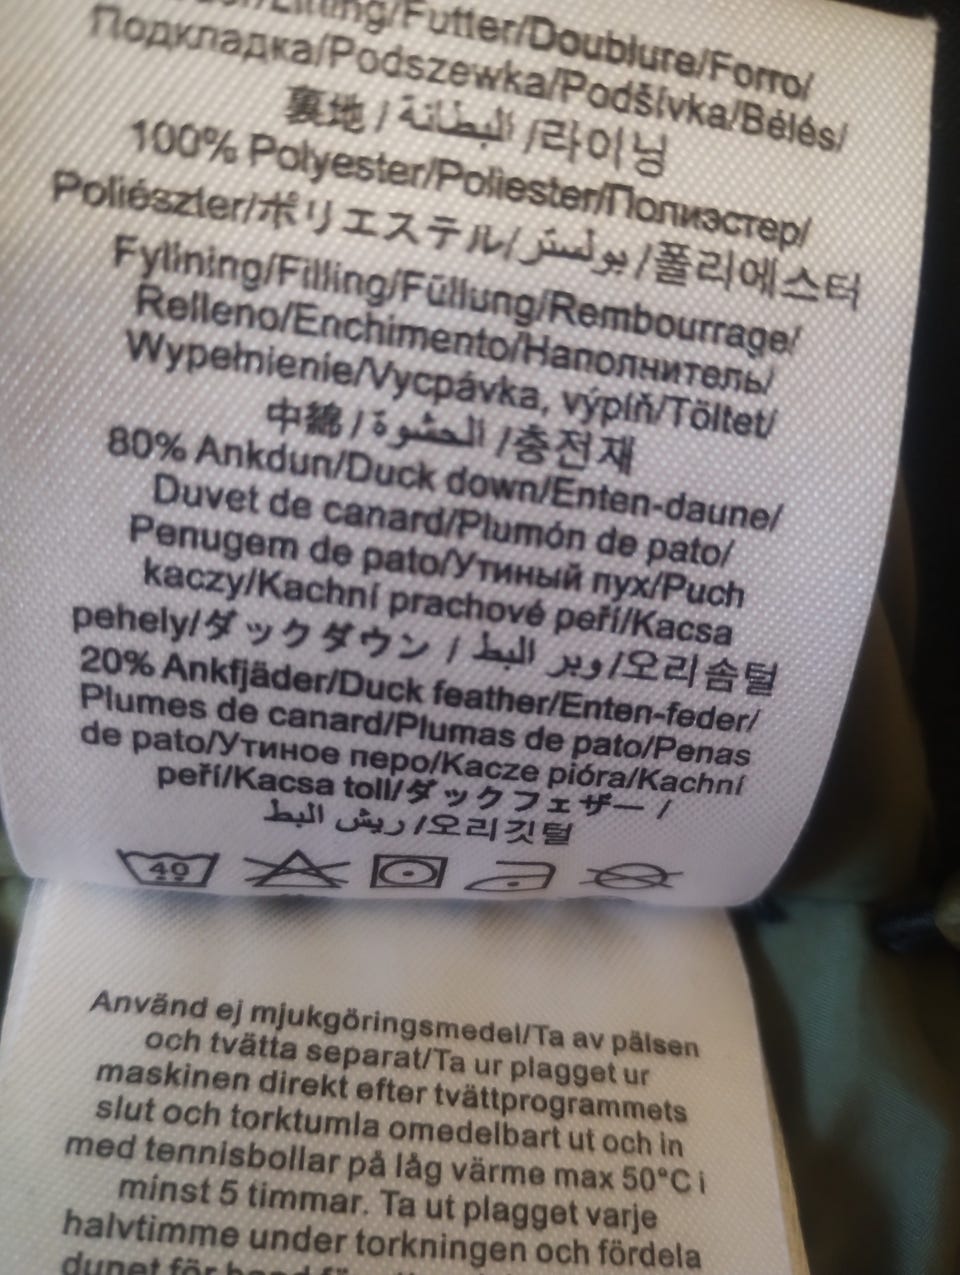 Lining/Futter/Doublure/Forro/
Подкладка/Podszewka/Podšívka/Bélés/
裏地/البطانة/라이닝
100% Polyester/Poliester/Полиэстер/
Poliészter/ポリエステル/بولستر/폴리에스터
Fyllning/Filling/Füllung/Rembourrage/
Relleno/Enchimento/Наполнитель/
Wypełnienie/Vycpávka, výplň/Töltet/
中綿/الحشوة/충전재
80% Ankdun/Duck down/Enten-daune/
Duvet de canard/Plumón de pato/
Penugem de pato/Утиный пух/Puch
kaczy/Kachní prachové peří/Kacsa
pehely/ダックダウン/وبر البط/오리솜털
20% Ankfjäder/Duck feather/Enten-feder/
Plumes de canard/Plumas de pato/Penas
de pato/Утиное перо/Kacze pióra/Kachní
peří/Kacsa toll/ダックフェザー/
ريش البط/오리깃털
40
Använd ej mjukgöringsmedel/Ta av pälsen
och tvätta separat/Ta ur plagget ur
maskinen direkt efter tvättprogrammets
slut och torktumla omedelbart ut och in
med tennisbollar på låg värme max 50°C i
minst 5 timmar. Ta ut plagget varje
halvtimme under torkningen och fördela
dunet för hand